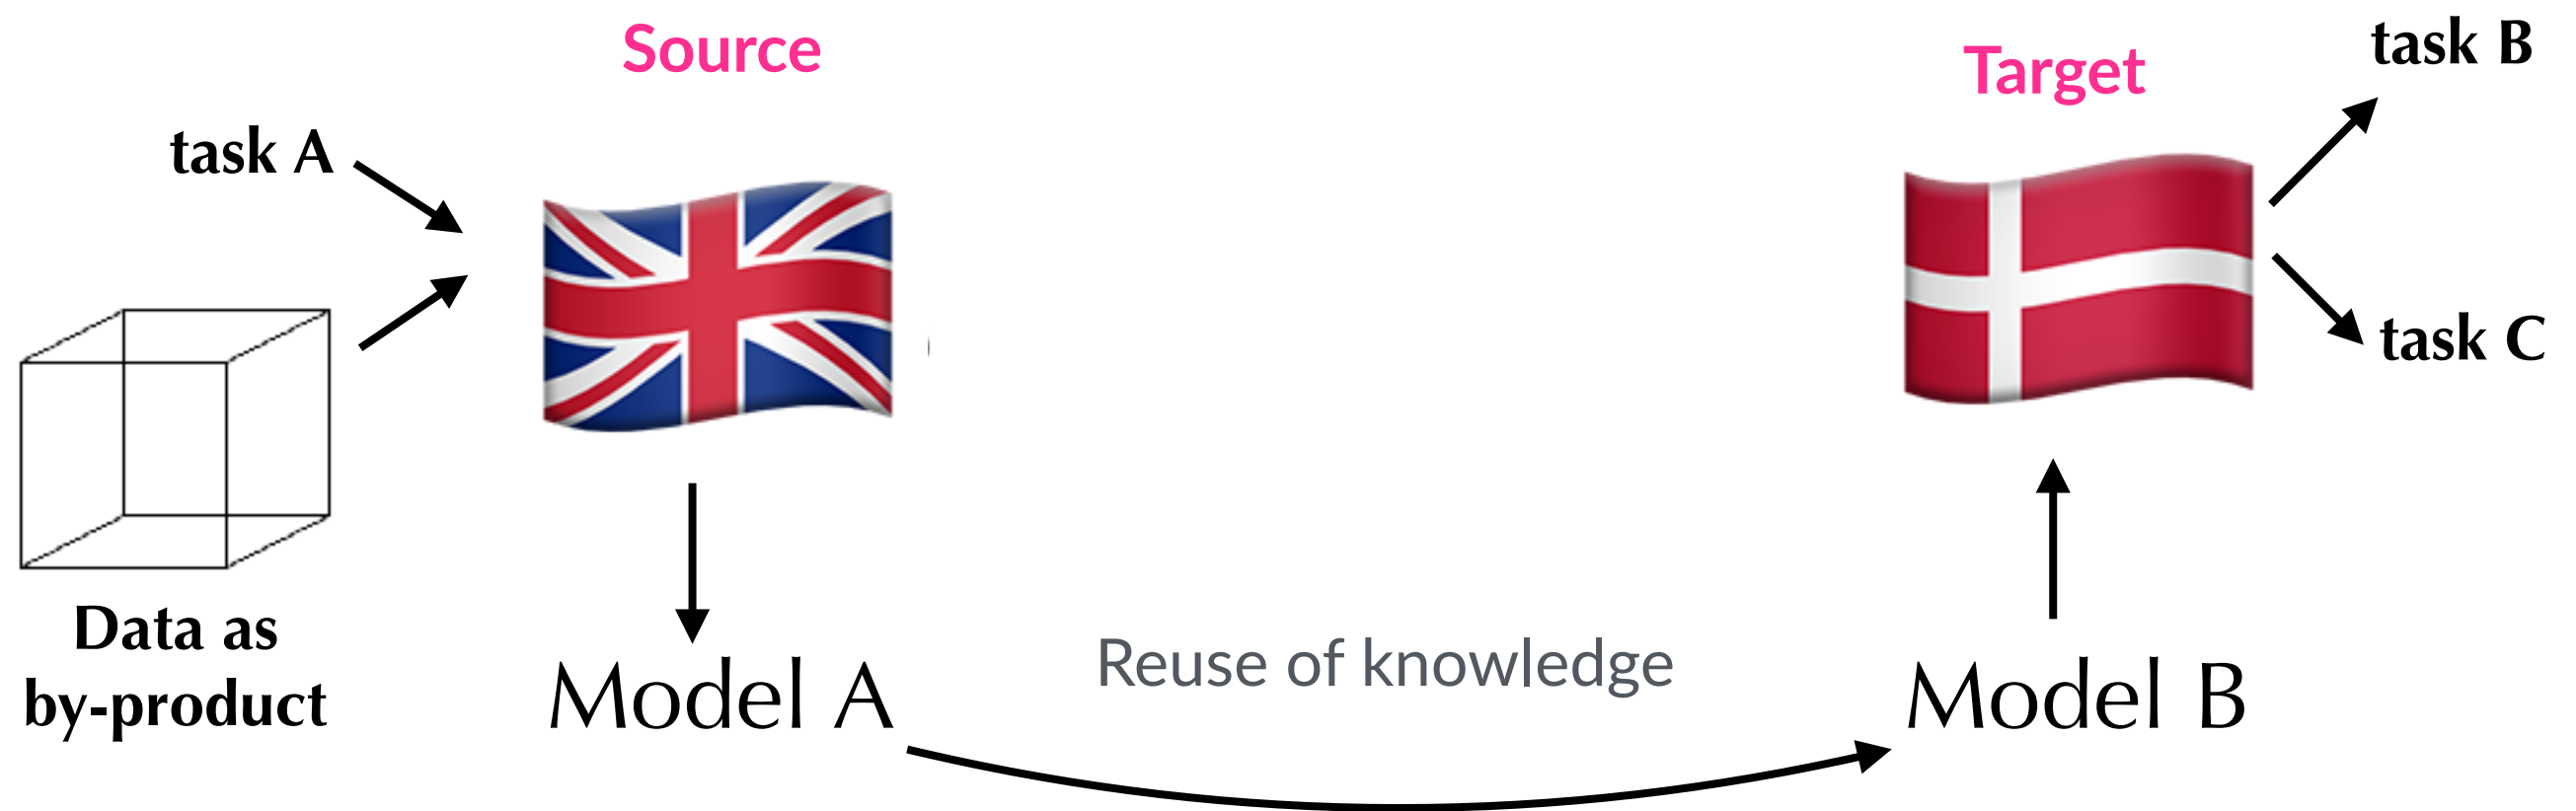 Source
Target
task B
task A
task C
Data as
by-product
Reuse of knowledge
Model A
Model B